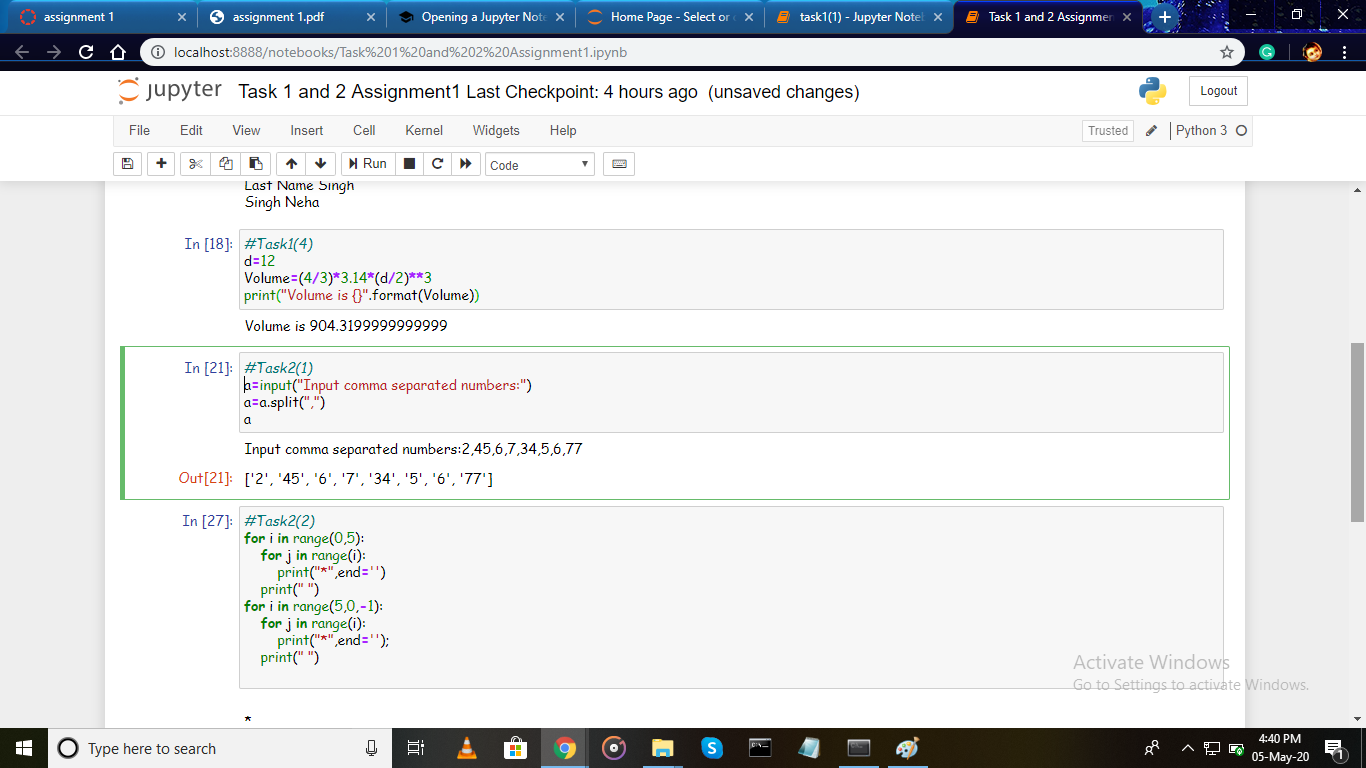 assignment 1
assignment 1.pdf
Opening a Jupyter Note
Home Page - Select or
task1(1) - Jupyter Noteb
Task 1 and 2 Assignmen
localhost:8888/notebooks/Task%201%20and%202%20Assignment1.ipynb
jupyter Task 1 and 2 Assignment1 Last Checkpoint: 4 hours ago (unsaved changes)
Logout
File Edit View Insert Cell Kernel Widgets Help
Trusted Python 3
Run Code
Last Name Singh
Singh Neha
In [18]: #Task1(4)
d=12
Volume=(4/3)*3.14*(d/2)**3
print("Volume is {}".format(Volume))
Volume is 904.3199999999999
In [21]: #Task2(1)
a=input("Input comma separated numbers:")
a=a.split(",")
a
Input comma separated numbers:2,45,6,7,34,5,6,77
Out[21]: ['2', '45', '6', '7', '34', '5', '6', '77']
In [27]: #Task2(2)
for i in range(0,5):
for j in range(i):
print("*",end='')
print(" ")
for i in range(5,0,-1):
for j in range(i):
print("*",end='');
print(" ")
*
Activate Windows
Go to Settings to activate Windows.
Type here to search
4:40 PM
05-May-20
1